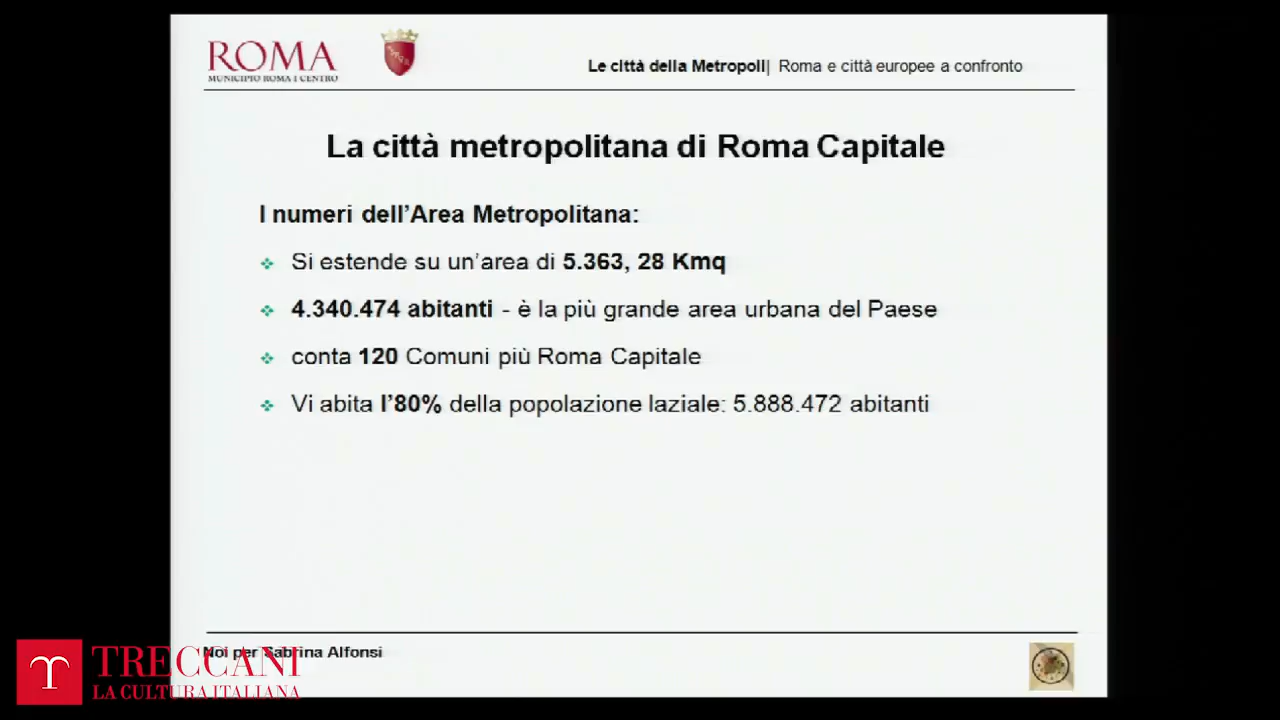 ROMA
MUNICIPIO ROMA I CENTRO
Le città della Metropoli| Roma e città europee a confronto
La città metropolitana di Roma Capitale
I numeri dell'Area Metropolitana:
Si estende su un'area di 5.363, 28 Kmq
4.340.474 abitanti - è la più grande area urbana del Paese
conta 120 Comuni più Roma Capitale
Vi abita l'80% della popolazione laziale: 5.888.472 abitanti
Noi per Sabrina Alfonsi
TRECCANI
LA CULTURA ITALIANA